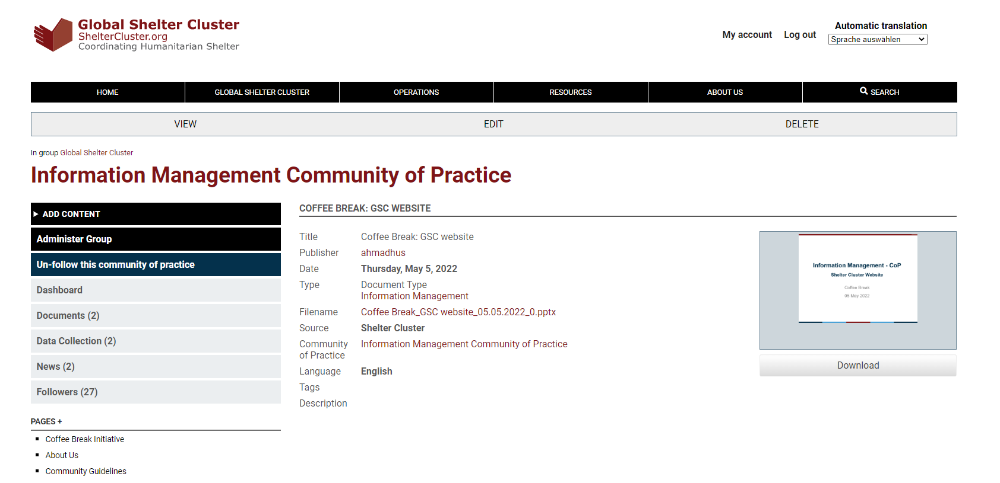 Global Shelter Cluster
ShelterCluster.org
Coordinating Humanitarian Shelter
My account
Log out
Automatic translation
Sprache auswählen
HOME
GLOBAL SHELTER CLUSTER
OPERATIONS
RESOURCES
ABOUT US
SEARCH
VIEW
EDIT
DELETE
In group Global Shelter Cluster
Information Management Community of Practice
ADD CONTENT
Administer Group
Un-follow this community of practice
Dashboard
Documents (2)
Data Collection (2)
News (2)
Followers (27)
PAGES +
Coffee Break Initiative
About Us
Community Guidelines
COFFEE BREAK: GSC WEBSITE
Title Coffee Break: GSC website
Publisher ahmadhus
Date Thursday, May 5, 2022
Type Document Type
Information Management
Filename Coffee Break_GSC website_05.05.2022_0.pptx
Source Shelter Cluster
Community Information Management Community of Practice
of Practice
Language English
Tags
Description
Information Management - CoP
Shelter Cluster Website
Coffee Break
05 May 2022
Download